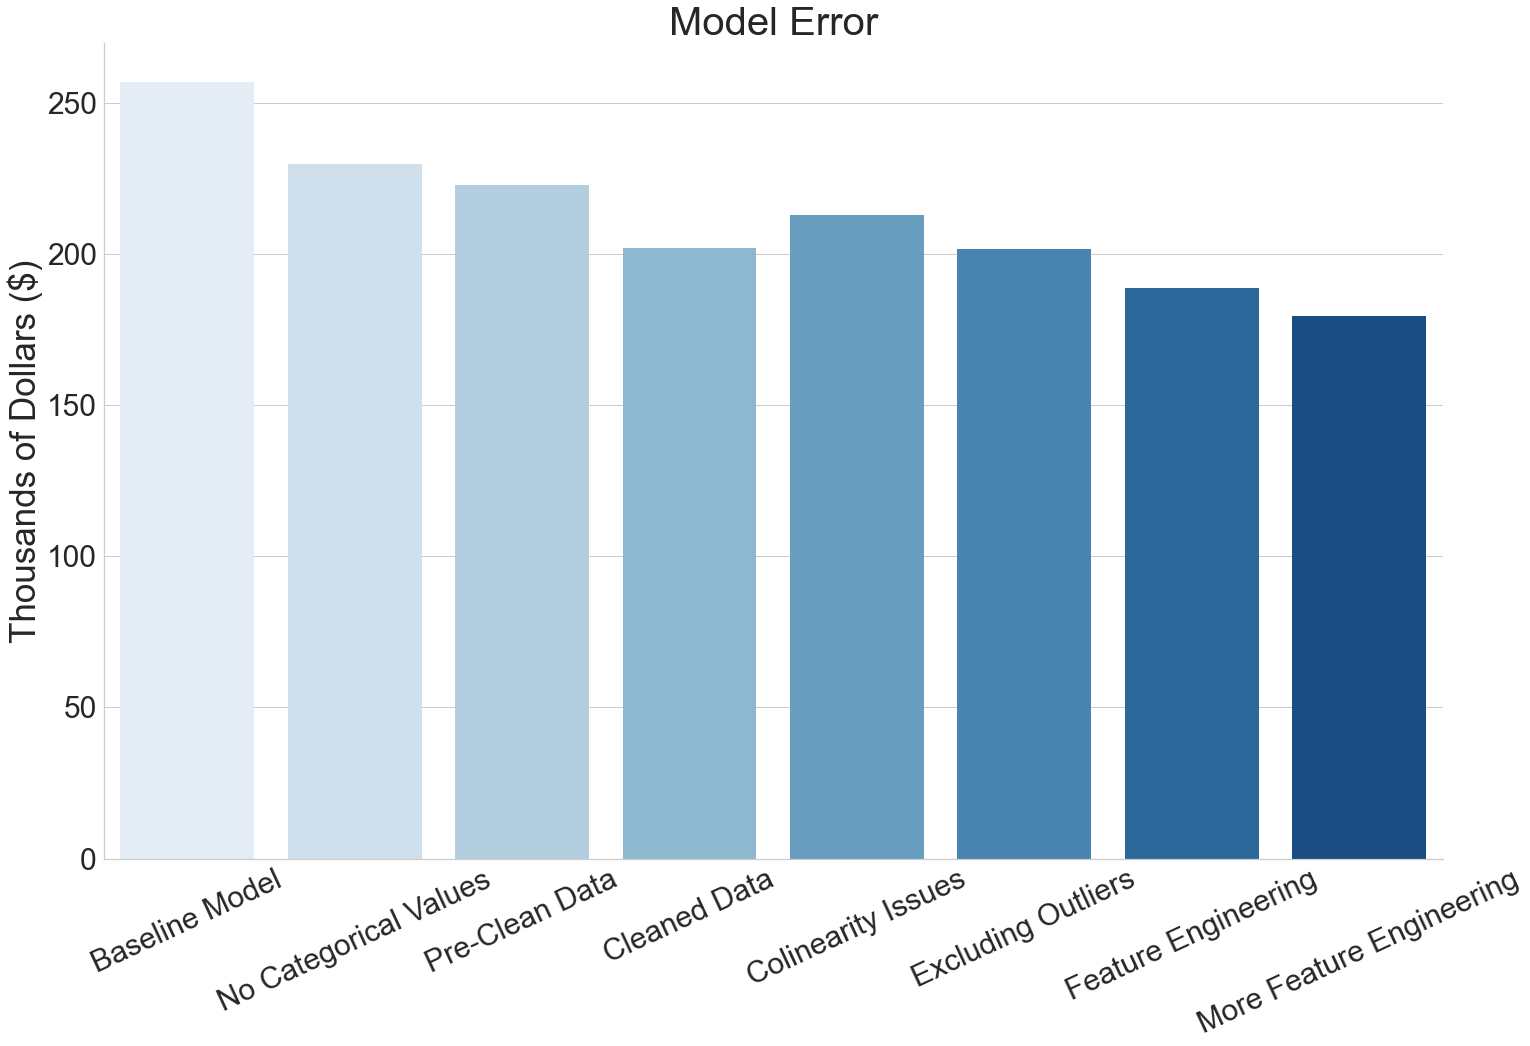 Model Error
Thousands of Dollars ($)
250
200
150
100
50
0
Baseline Model
No Categorical Values
Pre-Clean Data
Cleaned Data
Colinearity Issues
Excluding Outliers
Feature Engineering
More Feature Engineering